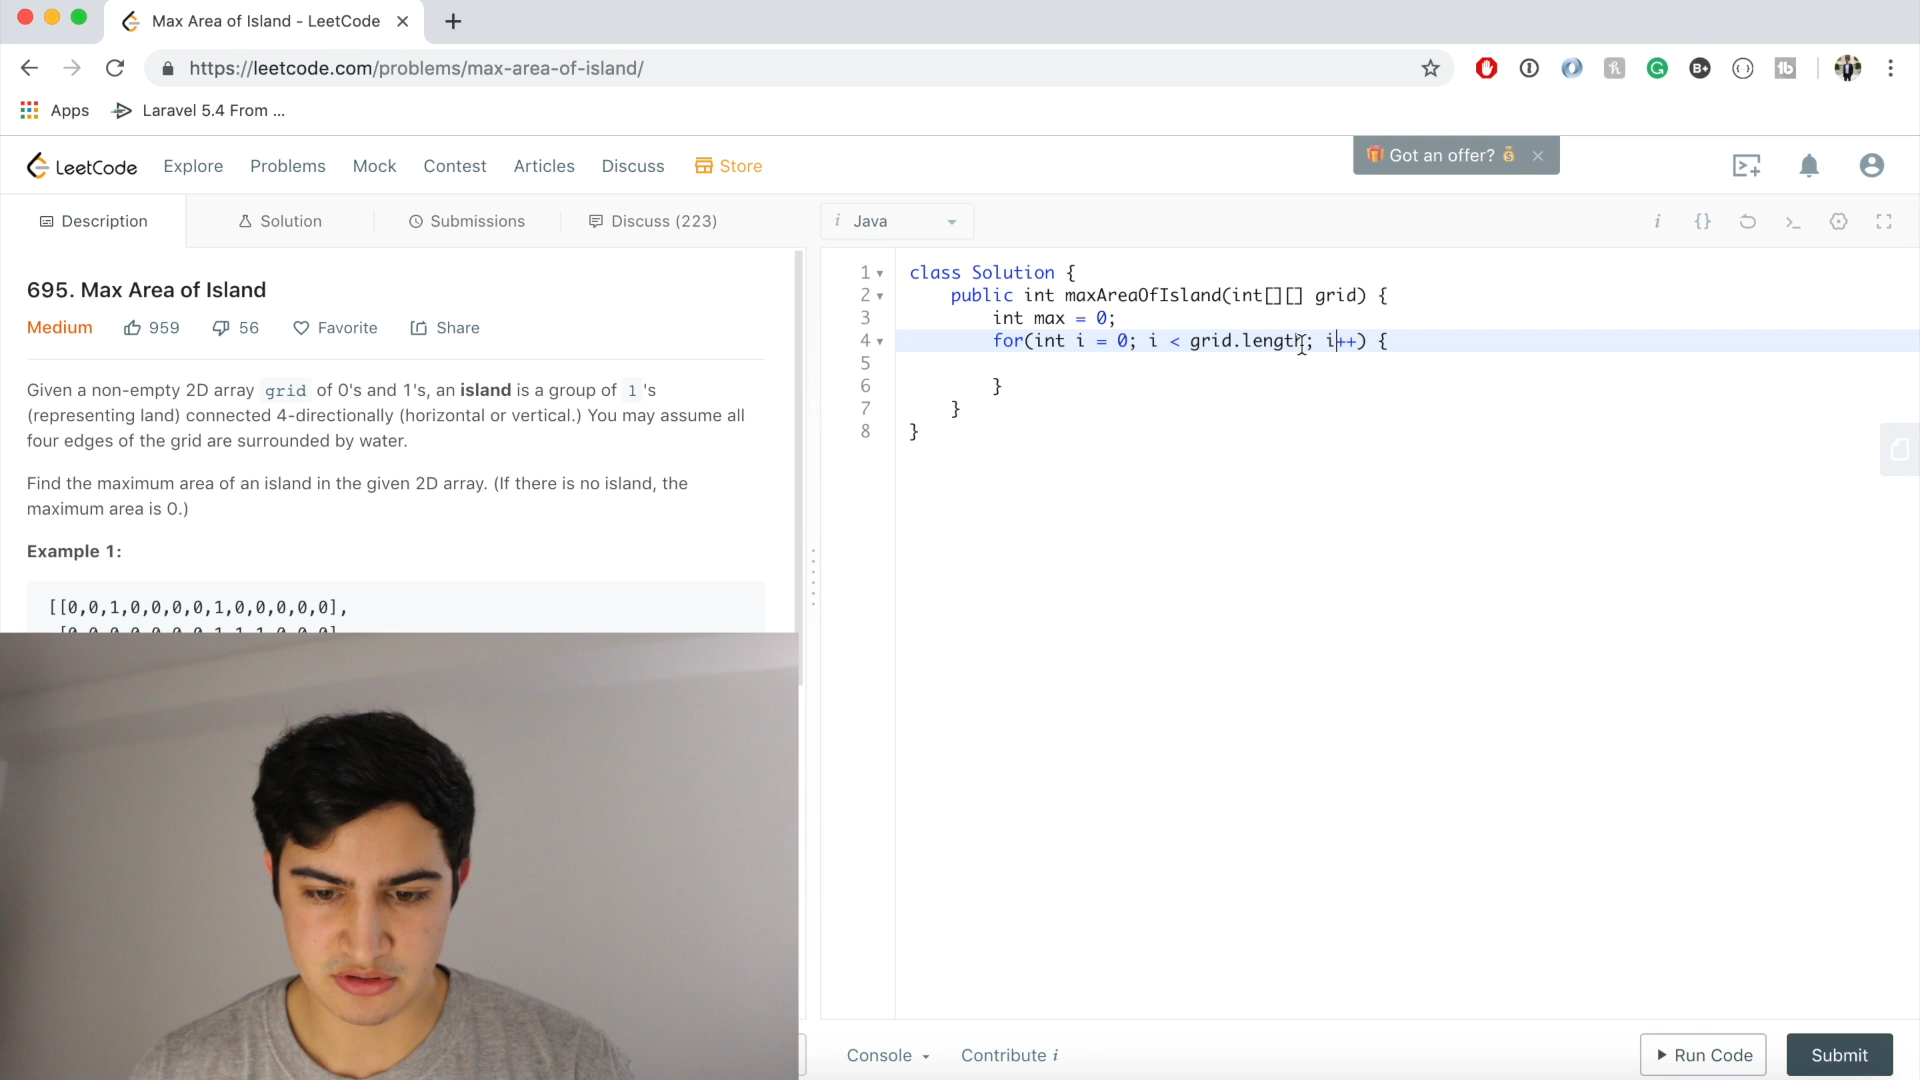 Max Area of Island - LeetCode
https://leetcode.com/problems/max-area-of-island/
Apps
Laravel 5.4 From ...
LeetCode
Explore
Problems
Mock
Contest
Articles
Discuss
Store
Got an offer?
Description
Solution
Submissions
Discuss (223)
i Java
695. Max Area of Island
Medium
959
56
Favorite
Share
Given a non-empty 2D array grid of 0's and 1's, an island is a group of 1 's
(representing land) connected 4-directionally (horizontal or vertical.) You may assume all
four edges of the grid are surrounded by water.
Find the maximum area of an island in the given 2D array. (If there is no island, the
maximum area is 0.)
Example 1:
[[0,0,1,0,0,0,0,1,0,0,0,0,0],
1 class Solution {
2 public int maxAreaOfIsland(int[][] grid) {
3 int max = 0;
4 for(int i = 0; i < grid.length; i++) {
5
6 }
7 }
8 }
Console
Contribute i
Run Code
Submit